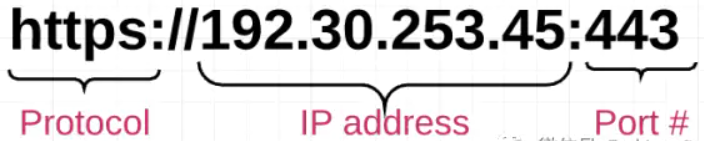 https://192.30.253.45:443
Protocol IP address Port #